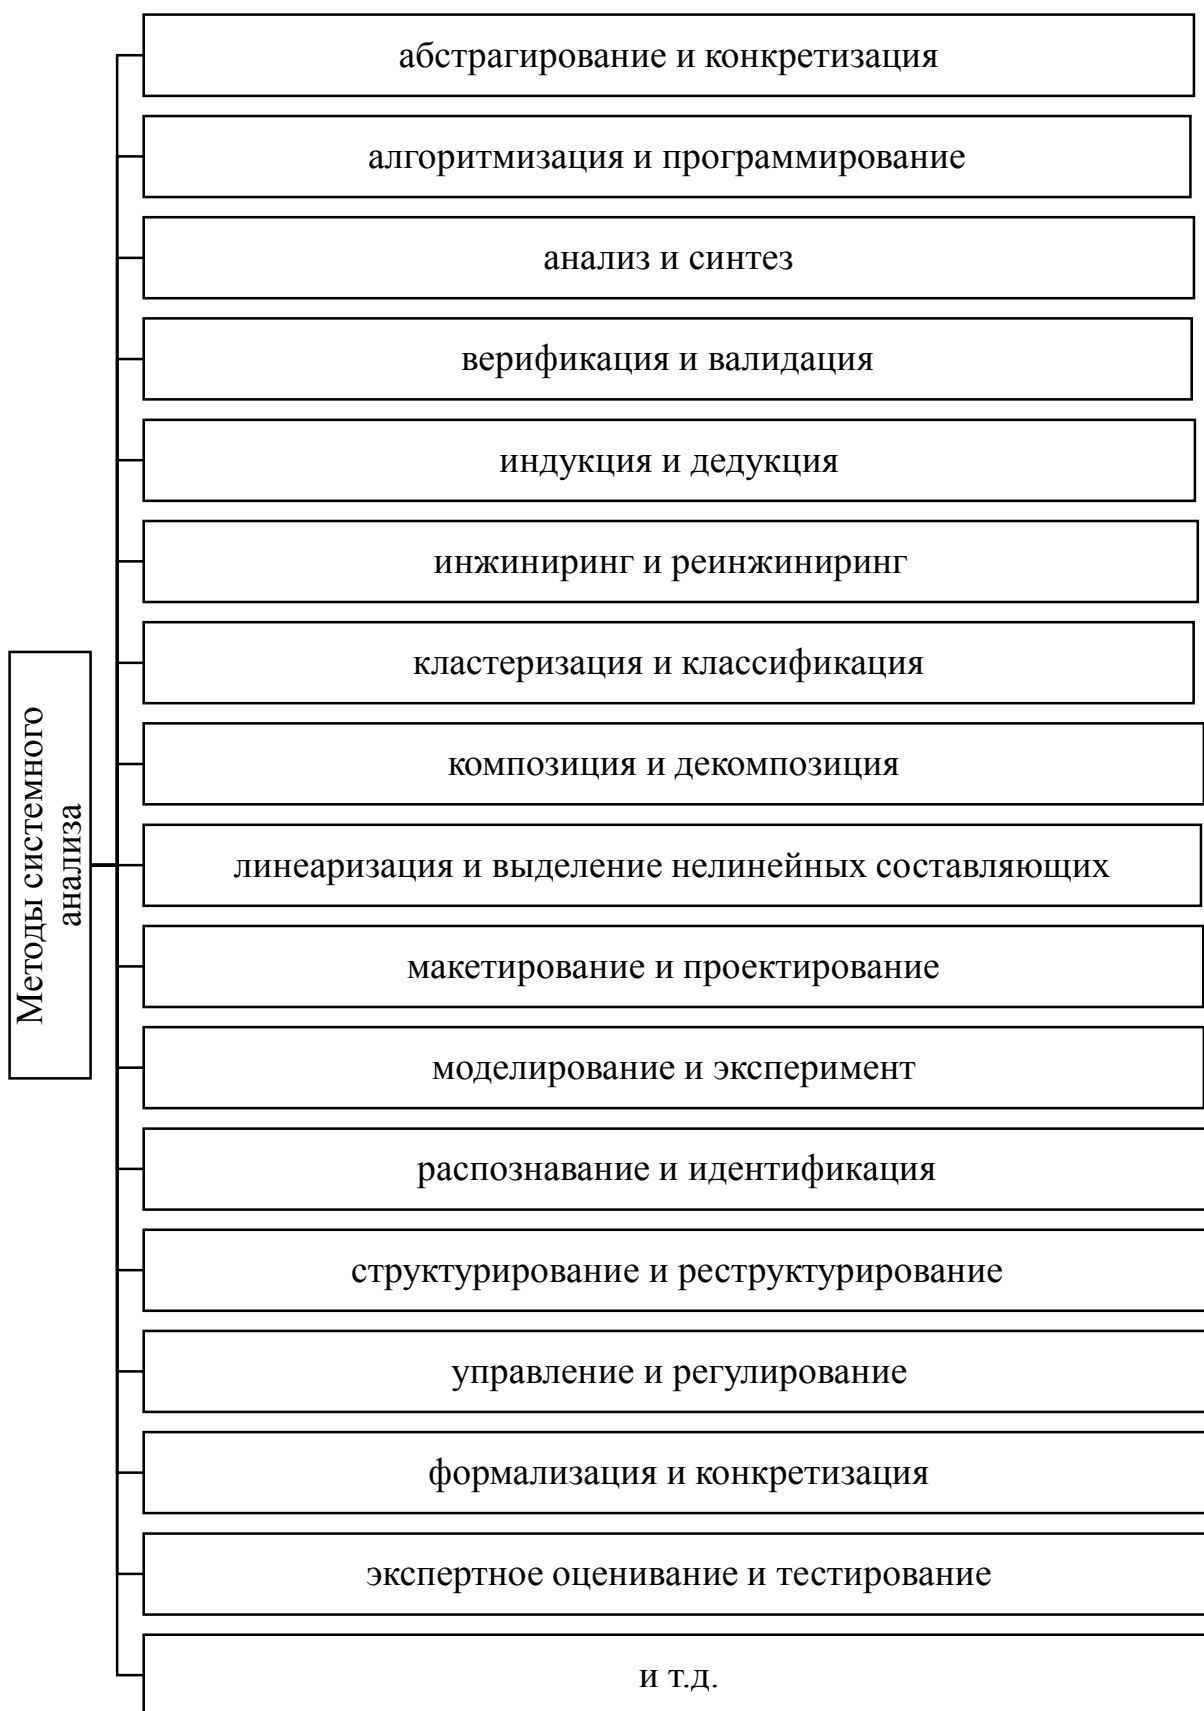 абстрагирование и конкретизация
алгоритмизация и программирование
анализ и синтез
верификация и валидация
индукция и дедукция
инжиниринг и реинжиниринг
кластеризация и классификация
композиция и декомпозиция
Методы системного
анализа
линеаризация и выделение нелинейных составляющих
макетирование и проектирование
моделирование и эксперимент
распознавание и идентификация
структурирование и реструктурирование
управление и регулирование
формализация и конкретизация
экспертное оценивание и тестирование
и т.д.